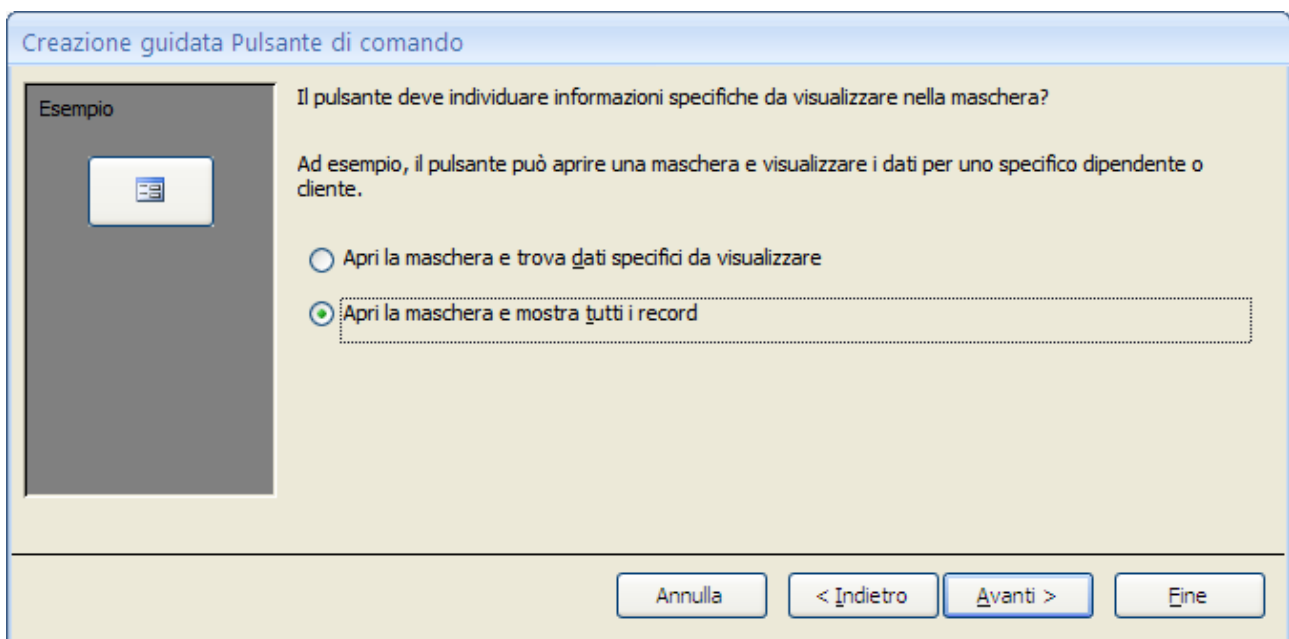 Creazione guidata Pulsante di comando
Esempio
Il pulsante deve individuare informazioni specifiche da visualizzare nella maschera?
Ad esempio, il pulsante può aprire una maschera e visualizzare i dati per uno specifico dipendente o
cliente.
Apri la maschera e trova dati specifici da visualizzare
Apri la maschera e mostra tutti i record
Annulla
< Indietro
Avanti >
Fine